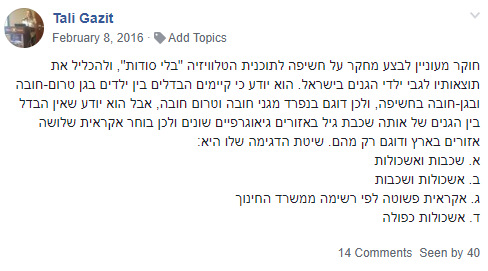 Tali Gazit
February 8, 2016 · Add Topics
חוקר מעוניין לבצע מחקר על חשיפה לתוכנית הטלוויזיה "בלי סודות", ולהכליל את
תוצאותיו לגבי ילדי הגנים בישראל. הוא יודע כי קיימים הבדלים בין ילדים בגן טרום-חובה
ובגן-חובה בחשיפה, ולכן דוגם בנפרד מגני חובה וטרום חובה, אבל הוא יודע שאין הבדל
בין הגנים של אותה שכבת גיל באזורים גיאוגרפיים שונים ולכן בוחר אקראית שלושה
אזורים בארץ ודוגם רק מהם. שיטת הדגימה שלו היא:
א. שכבות ואשכולות
ב. אשכולות ושכבות
ג. אקראית פשוטה לפי רשימה ממשרד החינוך
ד. אשכולות כפולה
14 Comments Seen by 40